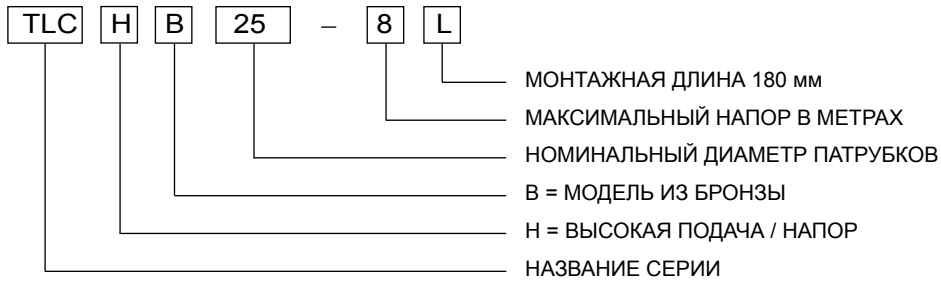 TLC H B 25 – 8 L
МОНТАЖНАЯ ДЛИНА 180 мм
МАКСИМАЛЬНЫЙ НАПОР В МЕТРАХ
НОМИНАЛЬНЫЙ ДИАМЕТР ПАТРУБКОВ
B = МОДЕЛЬ ИЗ БРОНЗЫ
H = ВЫСОКАЯ ПОДАЧА / НАПОР
НАЗВАНИЕ СЕРИИ